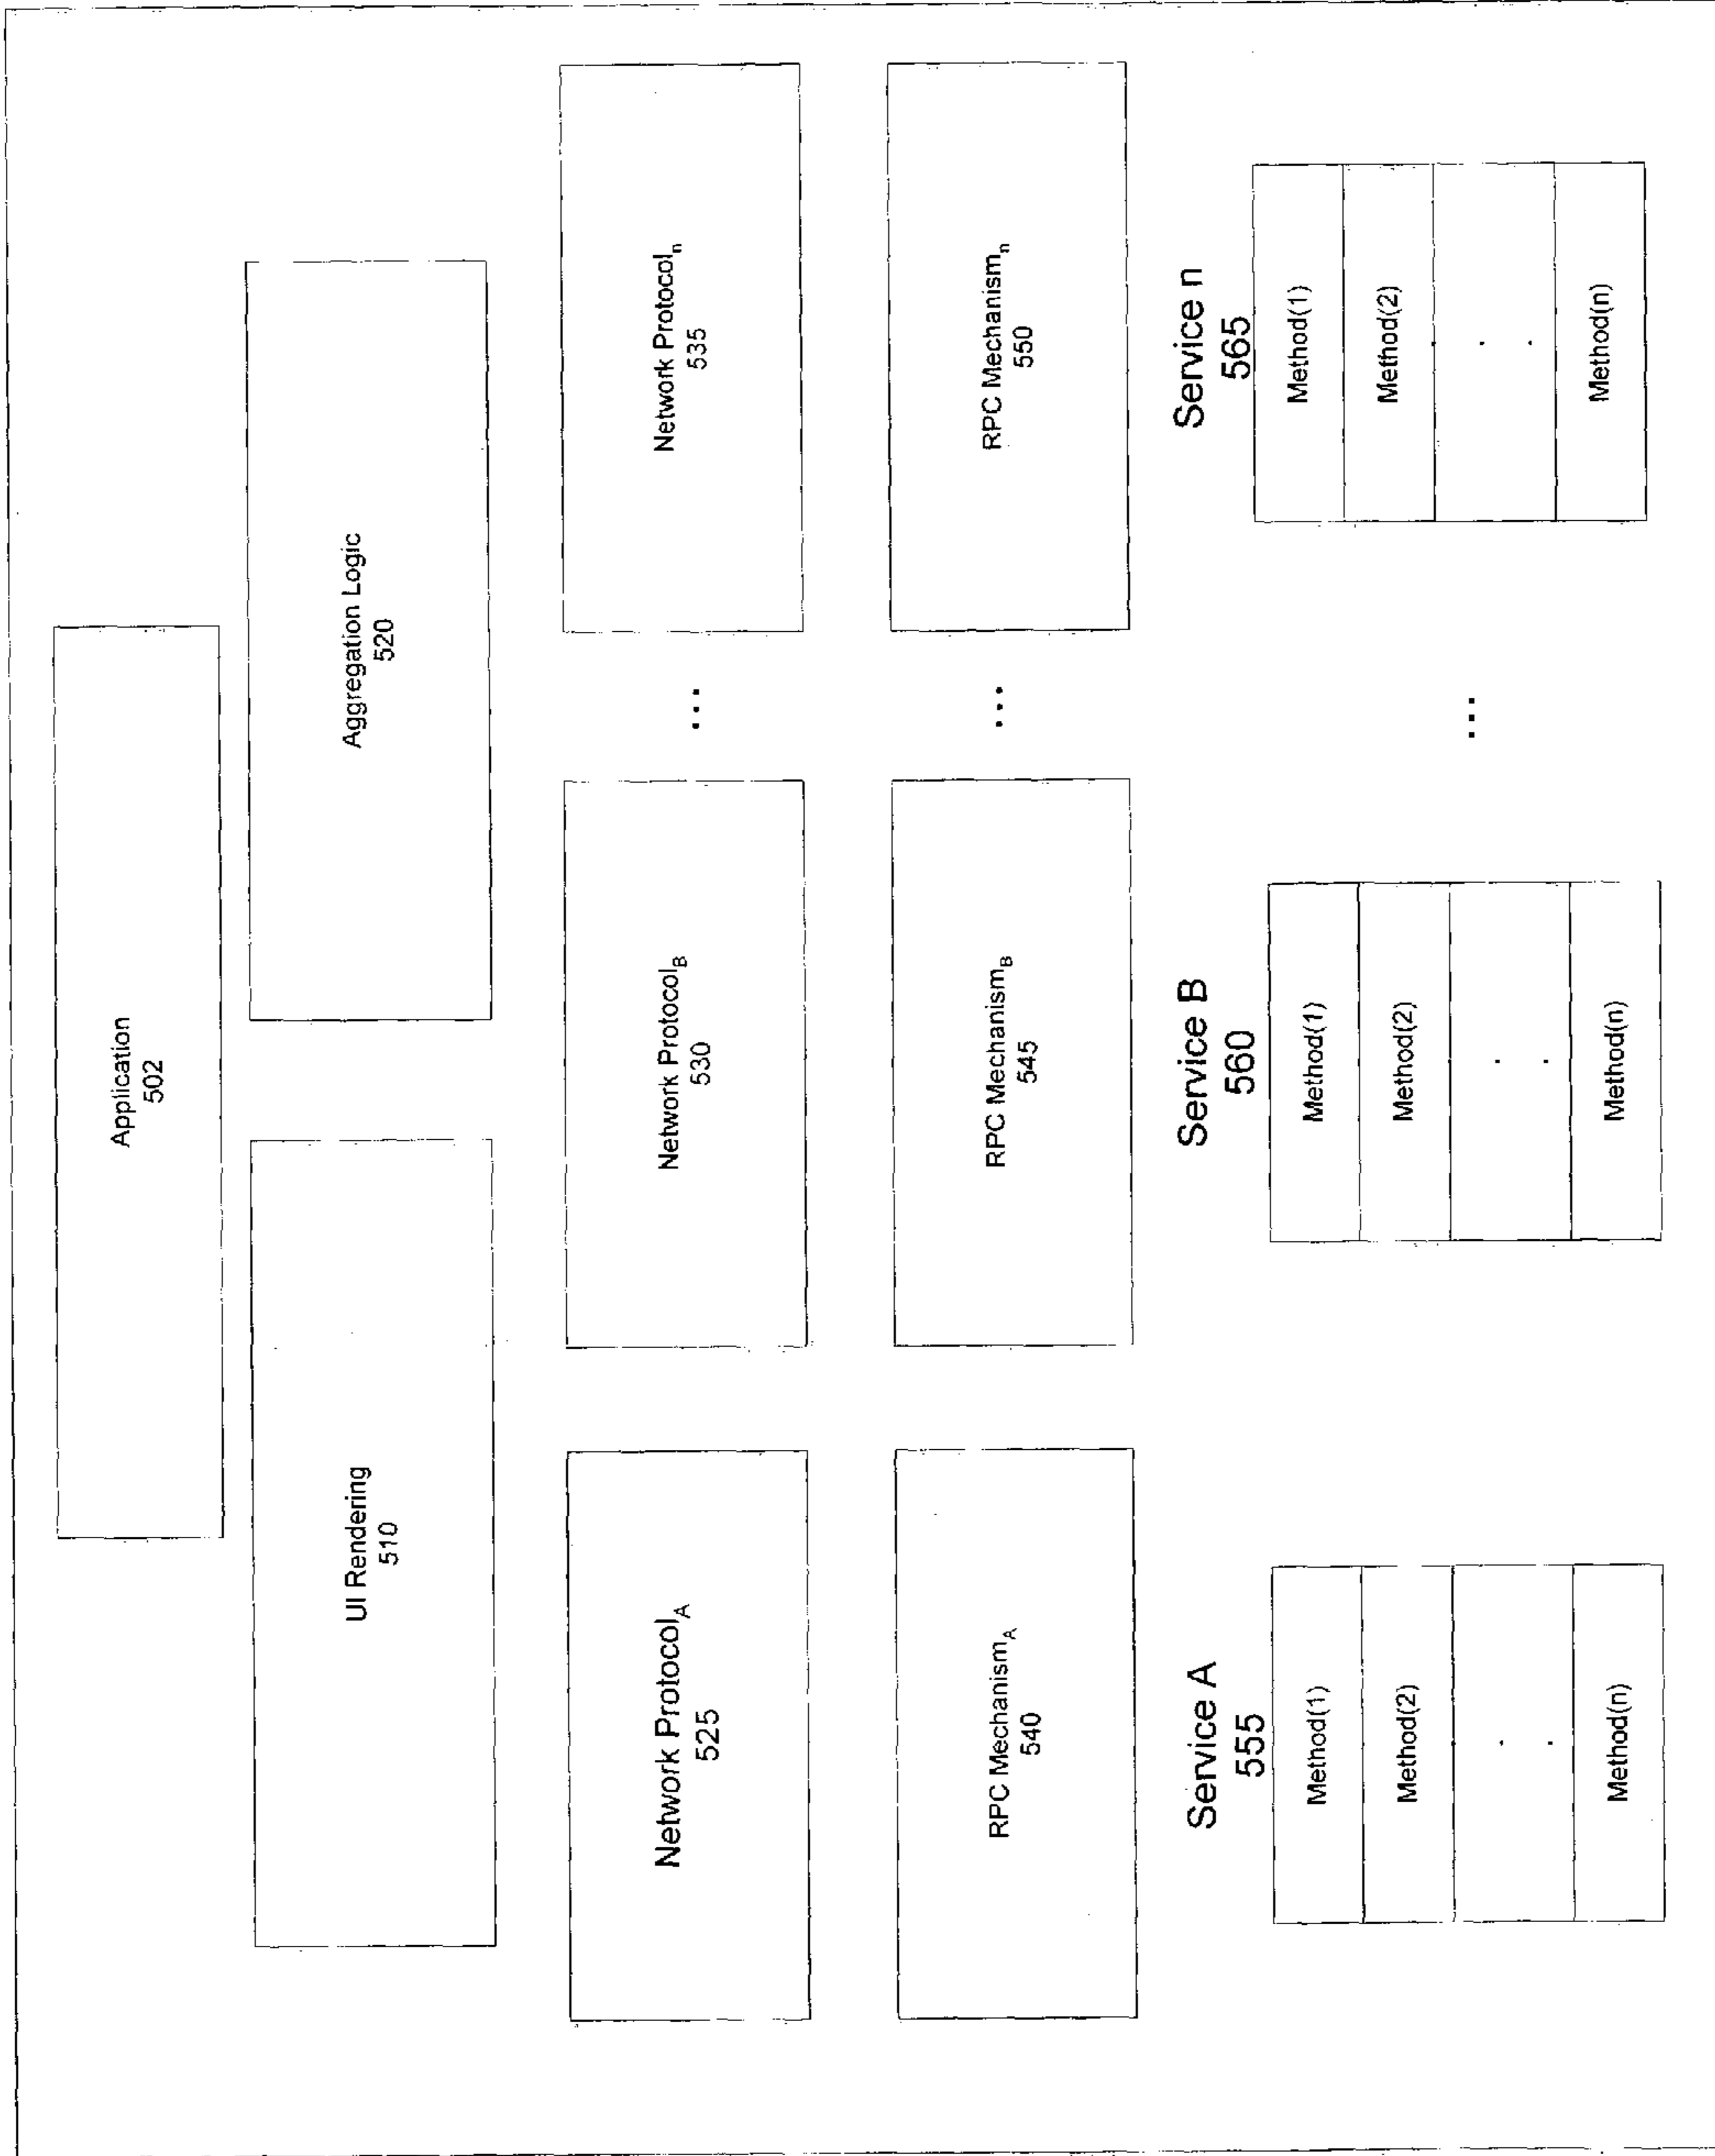 Application
502
UI Rendering
510
Aggregation Logic
520
Network Protocol_A
525
Network Protocol_B
530
...
Network Protocol_n
535
RPC Mechanism_A
540
RPC Mechanism_B
545
...
RPC Mechanism_n
550
Service A
555
Method(1)
Method(2)
Method(n)
Service B
560
Method(1)
Method(2)
Method(n)
...
Service n
565
Method(1)
Method(2)
Method(n)